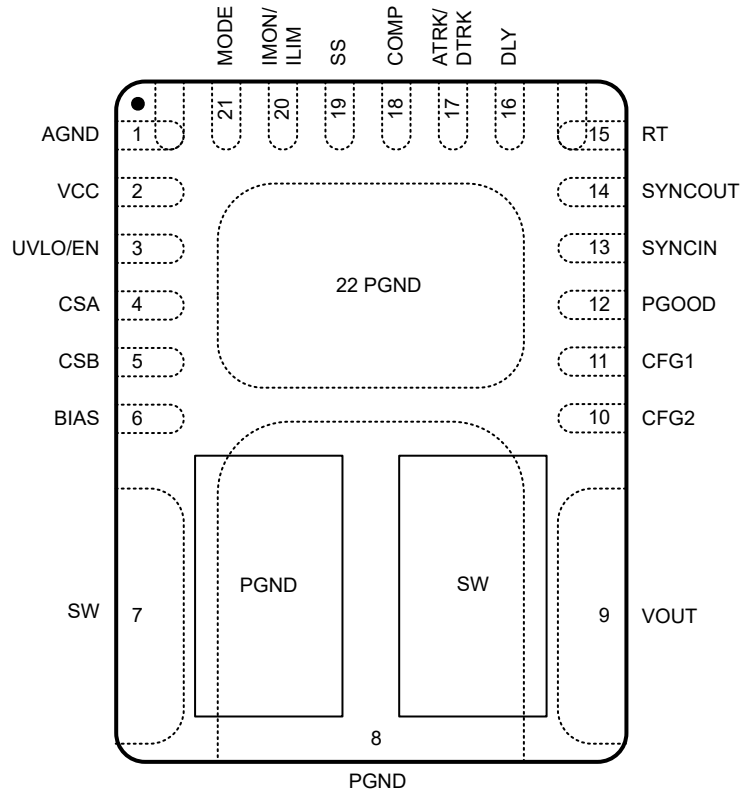 MODE
IMON/
ILIM
SS
COMP
ATRK/
DTRK
DLY
21
20
19
18
17
16
AGND 1
15 RT
VCC 2
14 SYNCOUT
UVLO/EN 3
13 SYNCIN
CSA 4
22 PGND
12 PGOOD
CSB 5
11 CFG1
BIAS 6
10 CFG2
SW 7
PGND
SW
9 VOUT
8
PGND